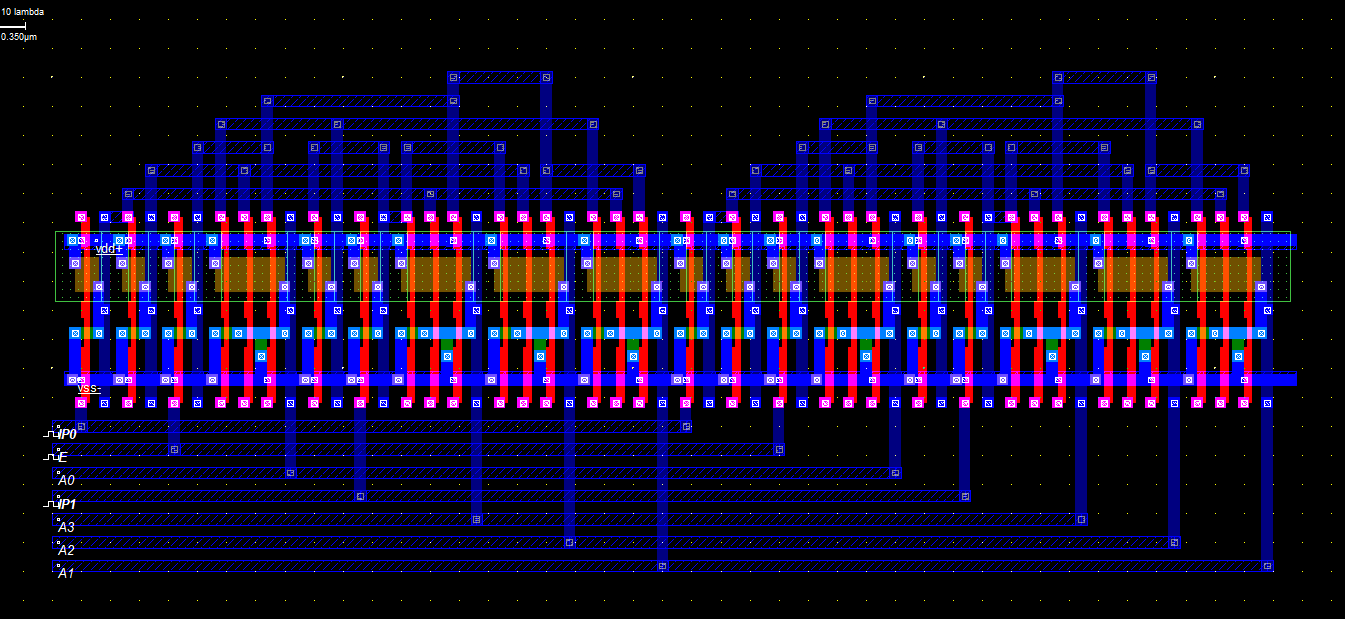 10 lambda
0.350µm
vdd+
vss-
IP0
E
A0
IP1
A3
A2
A1